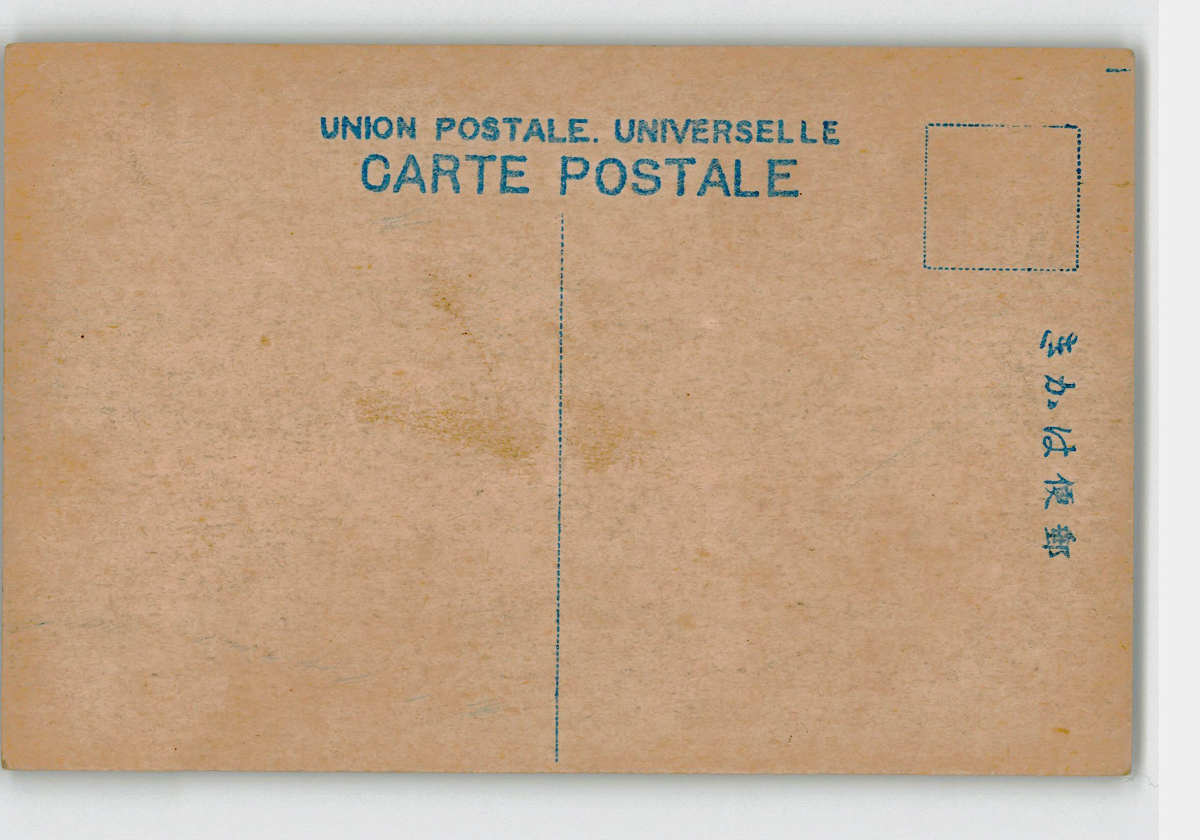 UNION POSTALE. UNIVERSELLE
CARTE POSTALE
郵便はかき